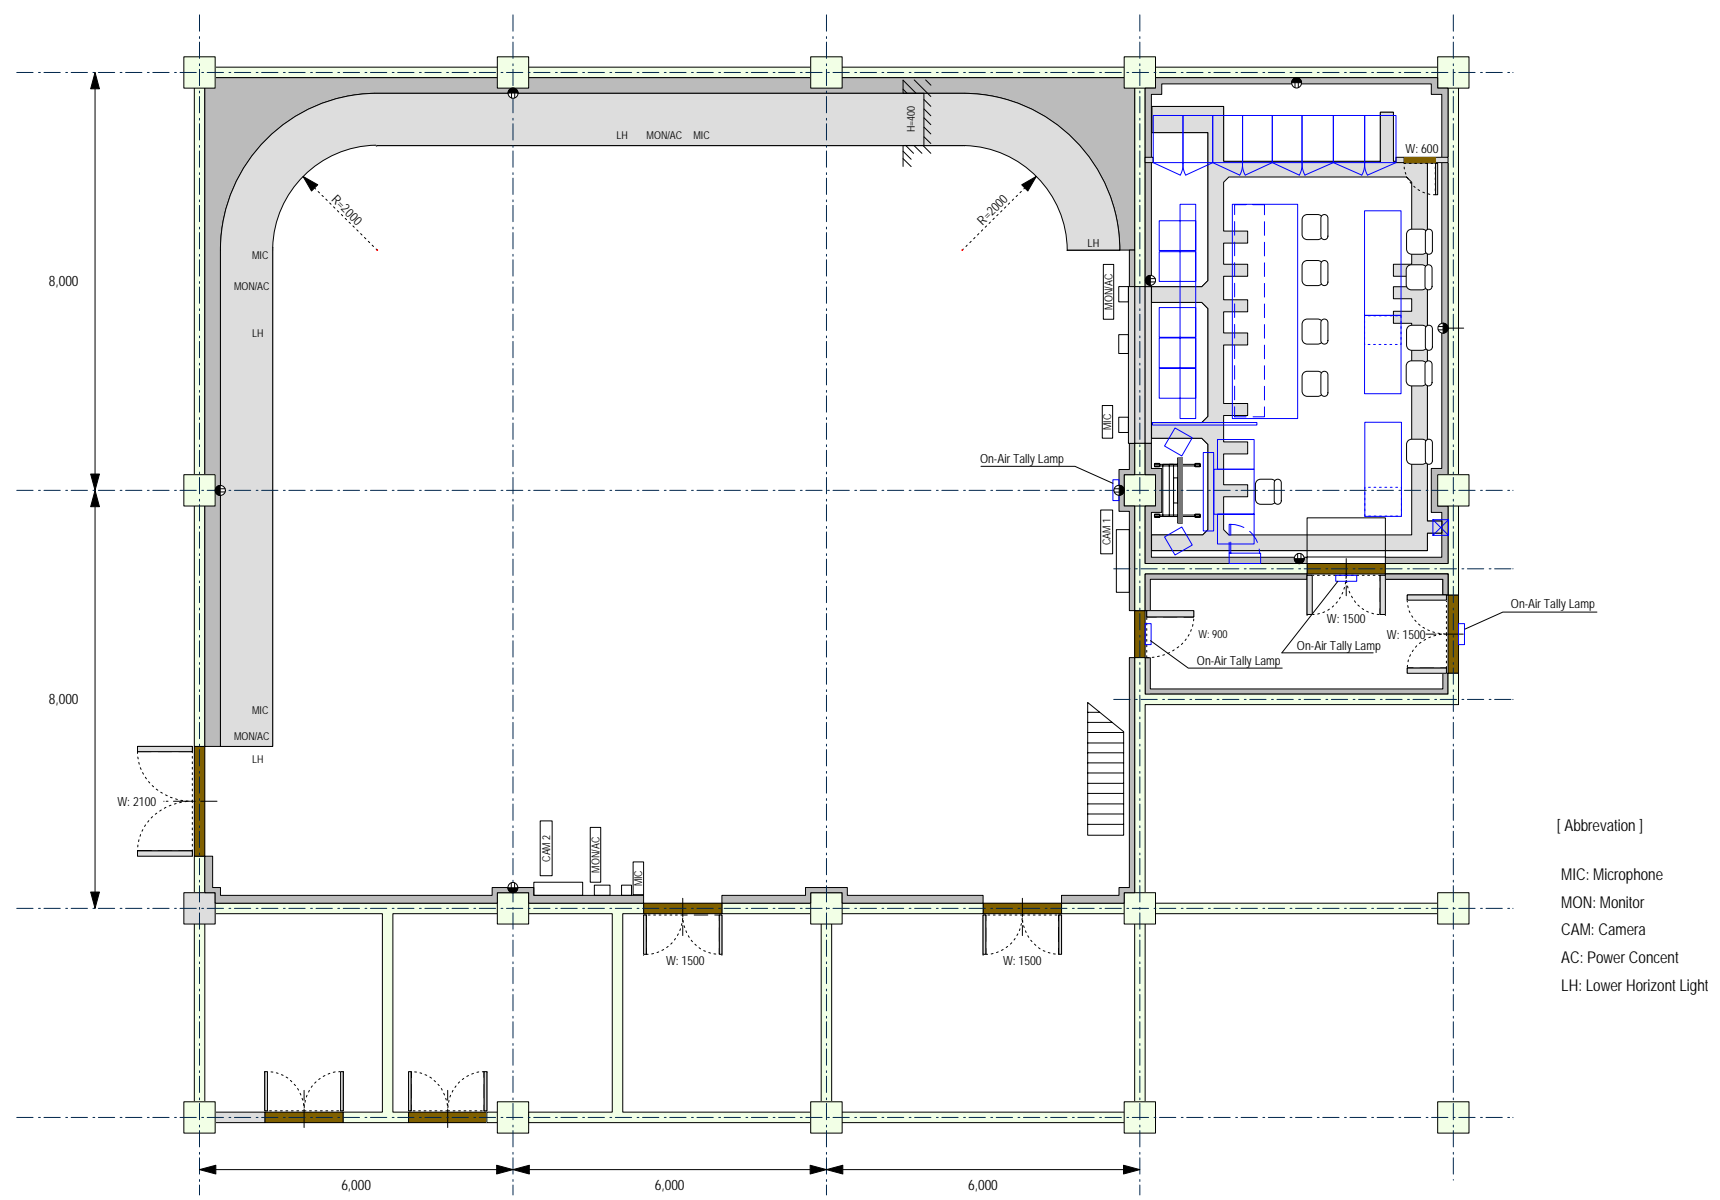 LH MON/AC MIC
H=400
W: 600
R=2000
R=2000
LH
MIC
MON/AC
LH
8,000
MON/AC
MIC
On-Air Tally Lamp
CAM 1
W: 1500
W: 900
W: 1500
On-Air Tally Lamp
On-Air Tally Lamp
On-Air Tally Lamp
8,000
MIC
MON/AC
LH
W: 2100
CAM 2
MON/AC
MIC
W: 1500
W: 1500
[ Abbrevation ]
MIC: Microphone
MON: Monitor
CAM: Camera
AC: Power Concent
LH: Lower Horizont Light
6,000
6,000
6,000